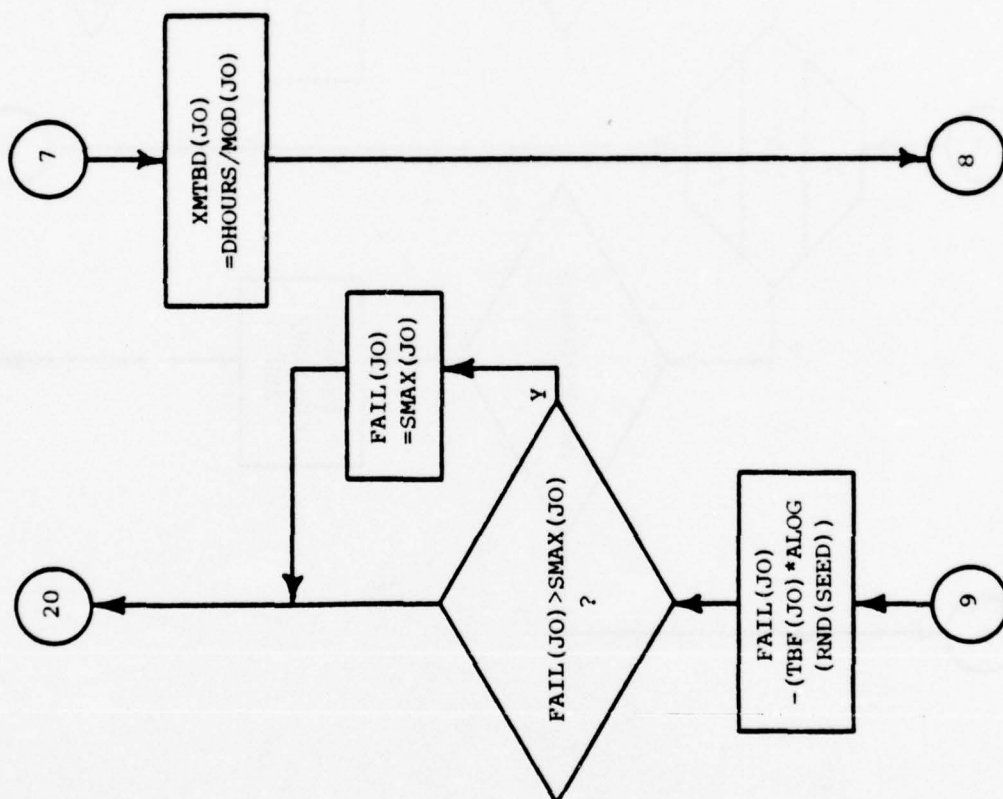 7
XMTBD(JO)
=DHOURS/MOD(JO)
8
20
FAIL(JO)
=SMAX(JO)
Y
FAIL(JO)>SMAX(JO)
?
FAIL(JO)
-(TBF(JO)*ALOG
(RND(SEED))
9